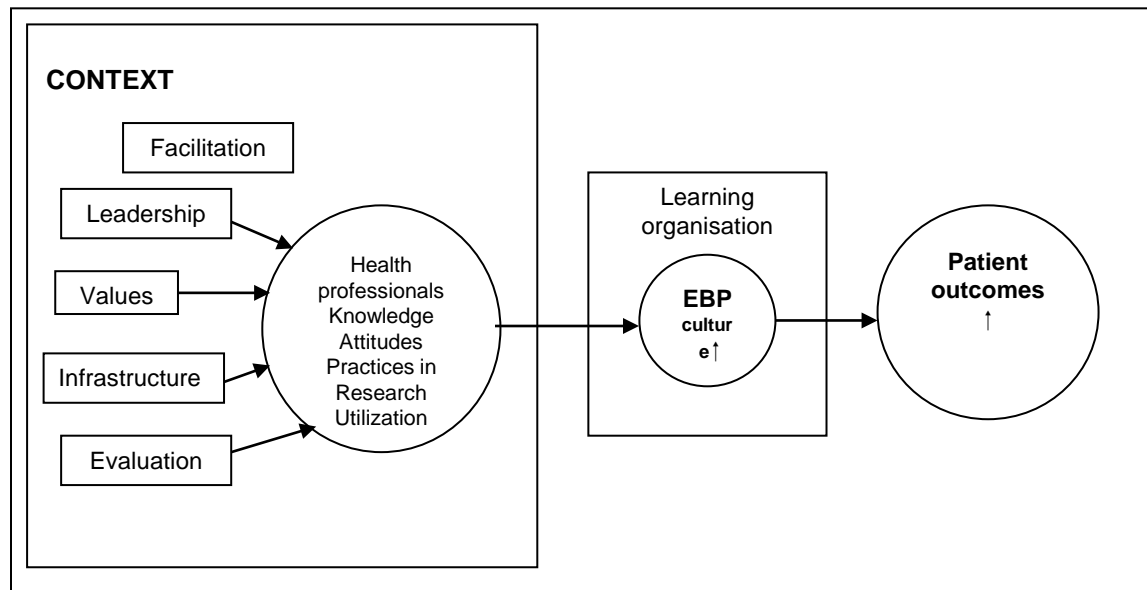 CONTEXT
Facilitation
Leadership
Values
Infrastructure
Evaluation
Health
professionals
Knowledge
Attitudes
Practices in
Research
Utilization
Learning
organisation
EBP
cultur
e↑
Patient
outcomes
↑